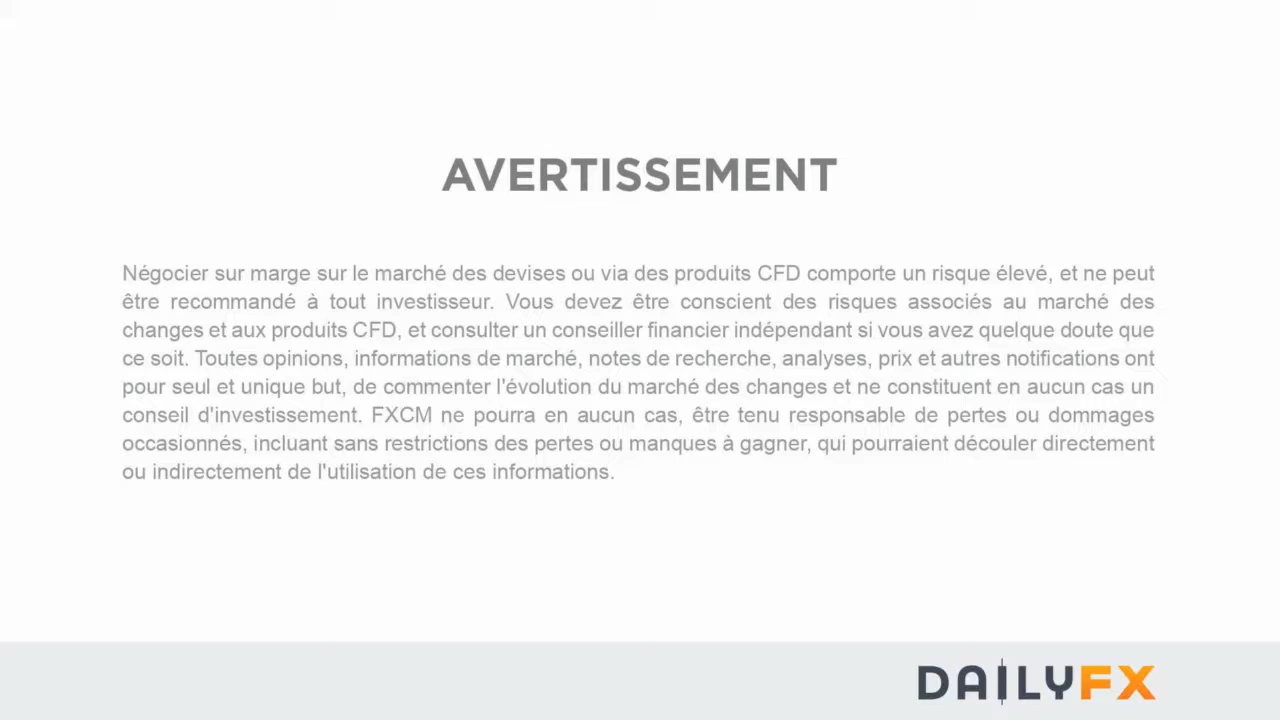 AVERTISSEMENT
Négocier sur marge sur le marché des devises ou via des produits CFD comporte un risque élevé, et ne peut
être recommandé à tout investisseur. Vous devez être conscient des risques associés au marché des
changes et aux produits CFD, et consulter un conseiller financier indépendant si vous avez quelque doute que
ce soit. Toutes opinions, informations de marché, notes de recherche, analyses, prix et autres notifications ont
pour seul et unique but, de commenter l'évolution du marché des changes et ne constituent en aucun cas un
conseil d'investissement. FXCM ne pourra en aucun cas, être tenu responsable de pertes ou dommages
occasionnés, incluant sans restrictions des pertes ou manques à gagner, qui pourraient découler directement
ou indirectement de l'utilisation de ces informations.
DAILYFX